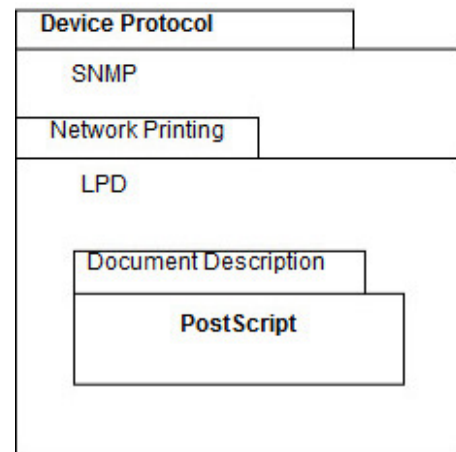 Device Protocol
SNMP
Network Printing
LPD
Document Description
PostScript